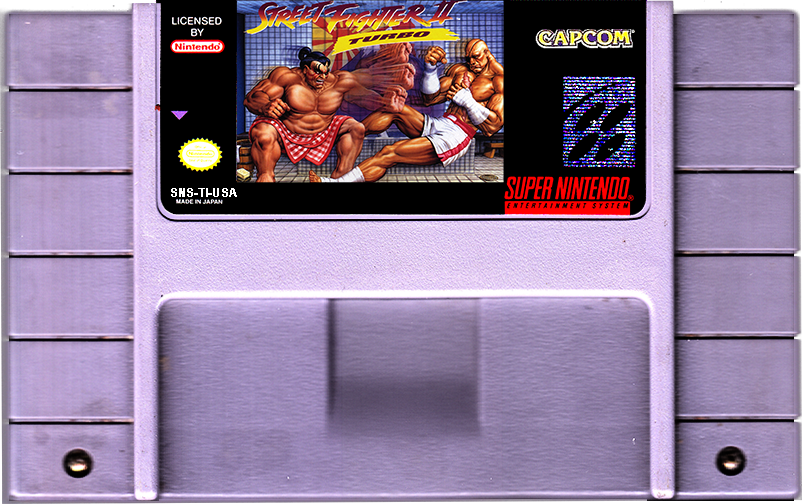 LICENSED
BY
Nintendo
STREET FIGHTER II
TURBO
CAPCOM
SNS-TI-USA
MADE IN JAPAN
SUPER NINTENDO
ENTERTAINMENT SYSTEM